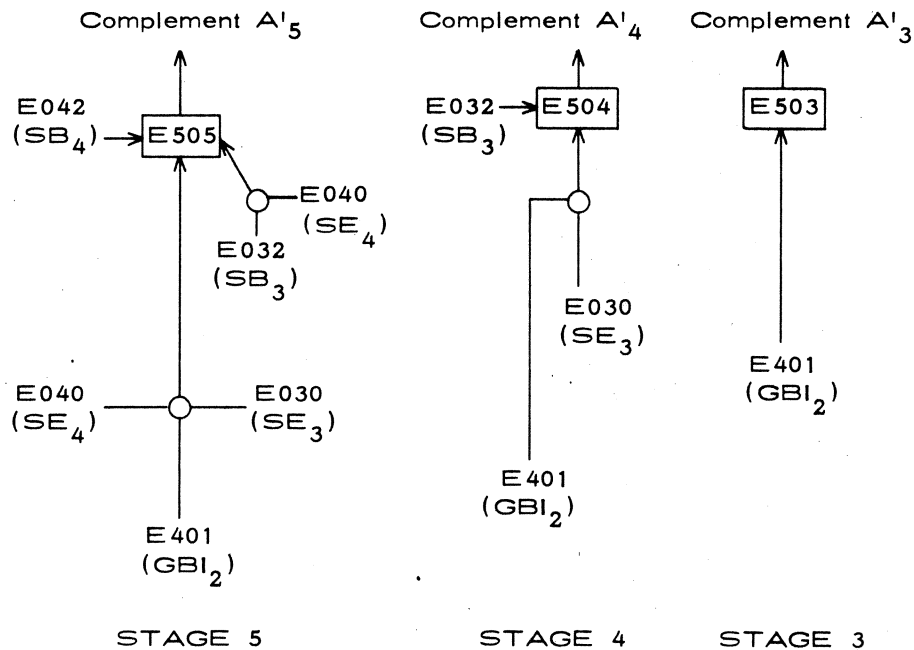 Complement A'5
Complement A'4
Complement A'3
E042
(SB4)
E505
E040
(SE4)
E032
(SB3)
E040
(SE4)
E030
(SE3)
E401
(GBI2)
STAGE 5
E032
(SB3)
E504
E030
(SE3)
E401
(GBI2)
STAGE 4
E503
E401
(GBI2)
STAGE 3